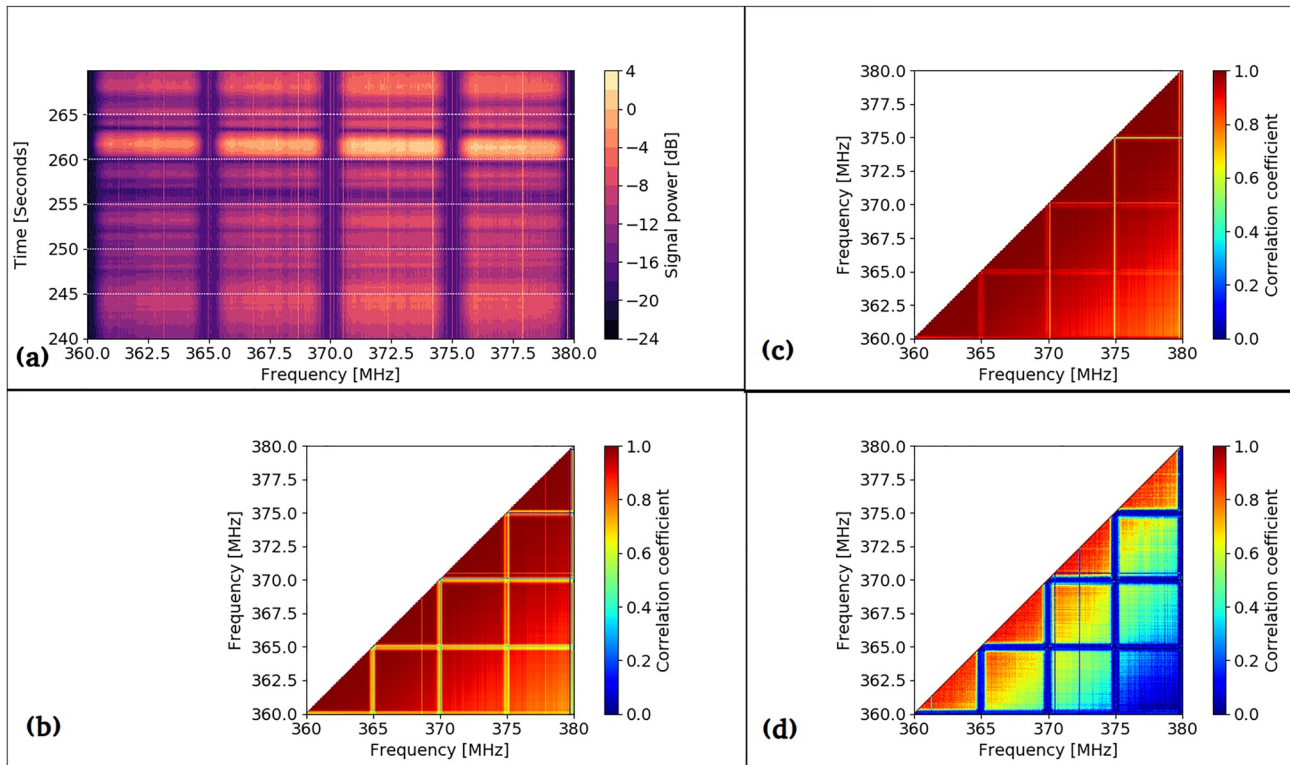 265
260
255
250
245
240
Time [Seconds]
360.0 362.5 365.0 367.5 370.0 372.5 375.0 377.5 380.0
Frequency [MHz]
4
0
−4
−8
−12
−16
−20
−24
Signal power [dB]
(a)
380.0
377.5
375.0
372.5
370.0
367.5
365.0
362.5
360.0
Frequency [MHz]
360 365 370 375 380
Frequency [MHz]
1.0
0.8
0.6
0.4
0.2
0.0
Correlation coefficient
(c)
380.0
377.5
375.0
372.5
370.0
367.5
365.0
362.5
360.0
Frequency [MHz]
360 365 370 375 380
Frequency [MHz]
1.0
0.8
0.6
0.4
0.2
0.0
Correlation coefficient
(b)
380.0
377.5
375.0
372.5
370.0
367.5
365.0
362.5
360.0
Frequency [MHz]
360 365 370 375 380
Frequency [MHz]
1.0
0.8
0.6
0.4
0.2
0.0
Correlation coefficient
(d)